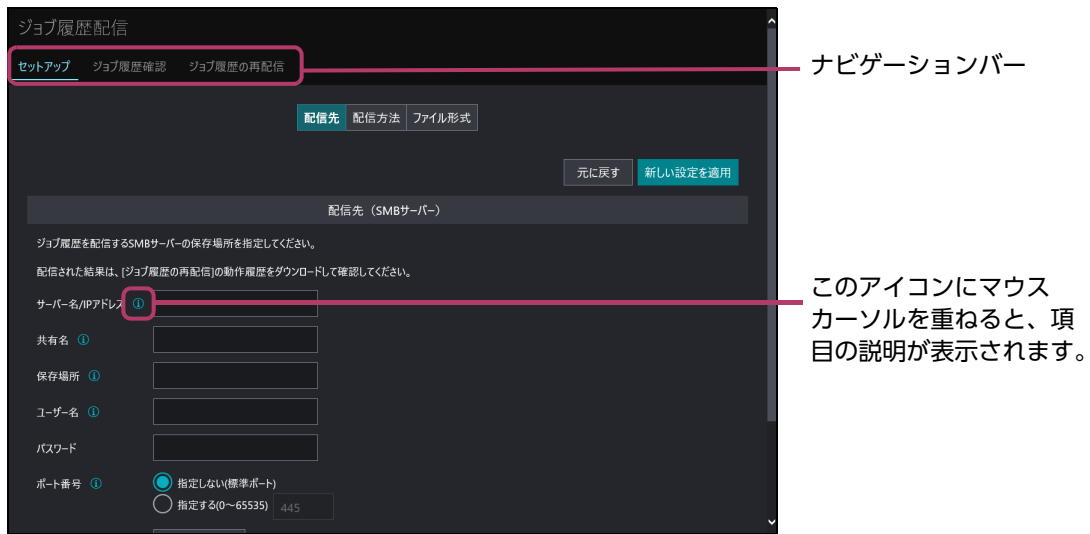 ジョブ履歴配信
セットアップ ジョブ履歴確認 ジョブ履歴の再配信
ナビゲーションバー
配信先 配信方法 ファイル形式
元に戻す 新しい設定を適用
配信先（SMBサーバー）
ジョブ履歴を配信するSMBサーバーの保存場所を指定してください。
配信された結果は、[ジョブ履歴の再配信]の動作履歴をダウンロードして確認してください。
サーバー名/IPアドレス
このアイコンにマウス
カーソルを重ねると、項
目の説明が表示されます。
共有名
保存場所
ユーザー名
パスワード
ポート番号 指定しない(標準ポート)
指定する(0～65535) 445